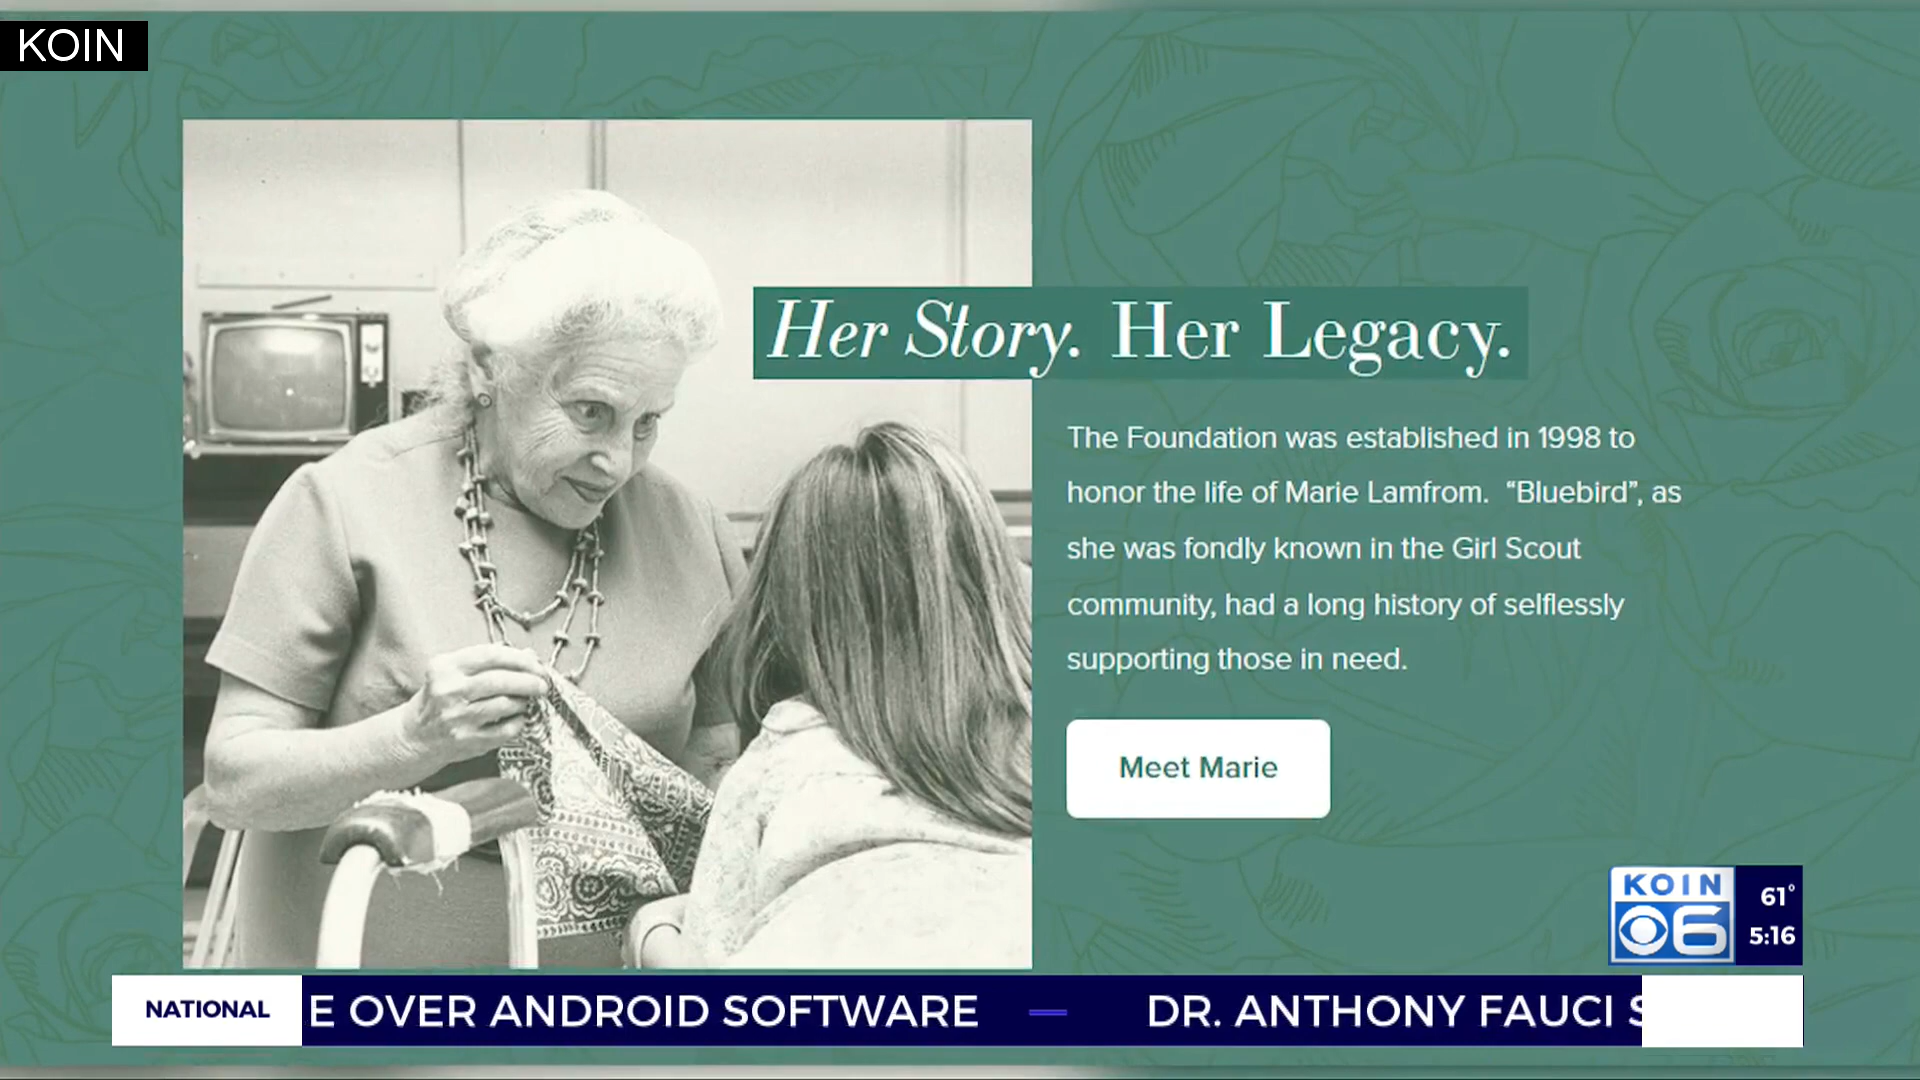 KOIN
Her Story. Her Legacy.
The Foundation was established in 1998 to
honor the life of Marie Lamfrom. “Bluebird”, as
she was fondly known in the Girl Scout
community, had a long history of selflessly
supporting those in need.
Meet Marie
KOIN
6
61°
5:16
NATIONAL
E OVER ANDROID SOFTWARE — DR. ANTHONY FAUCI S